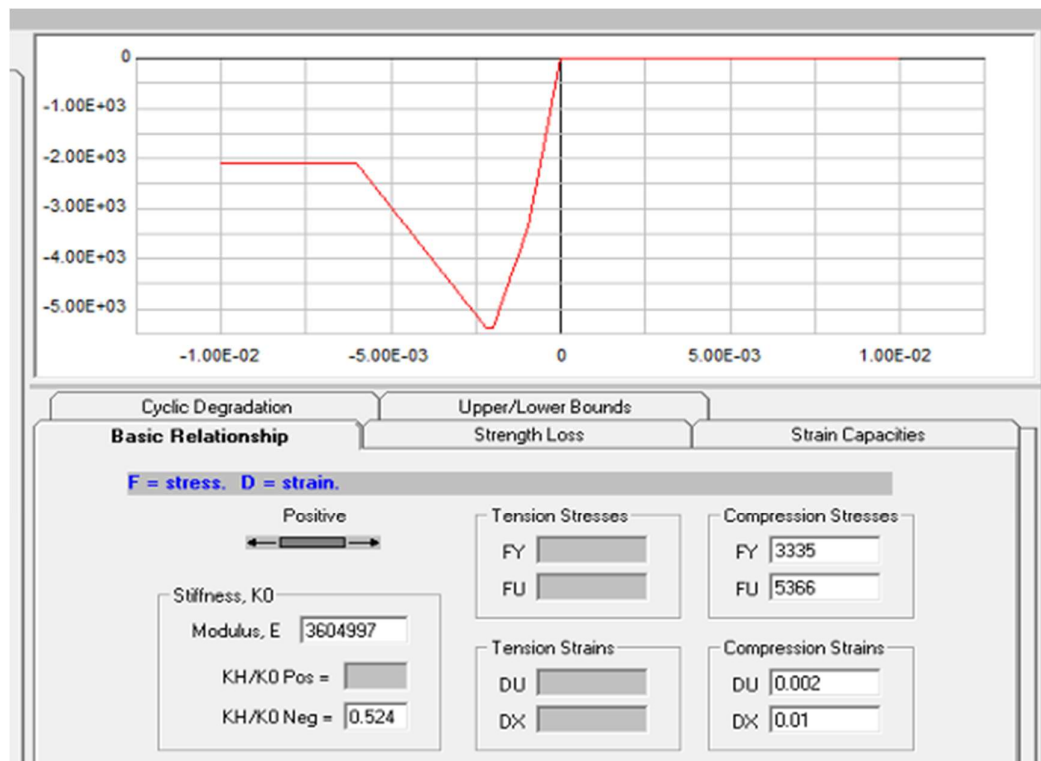 0
-1.00E+03
-2.00E+03
-3.00E+03
-4.00E+03
-5.00E+03
-1.00E-02 -5.00E-03 0 5.00E-03 1.00E-02
Cyclic Degradation Upper/Lower Bounds
Basic Relationship Strength Loss Strain Capacities
F = stress. D = strain.
Positive
Tension Stresses
FY
FU
Compression Stresses
FY 3335
FU 5366
Stiffness, K0
Modulus, E 3604997
KH/K0 Pos =
KH/K0 Neg = 0.524
Tension Strains
DU
DX
Compression Strains
DU 0.002
DX 0.01